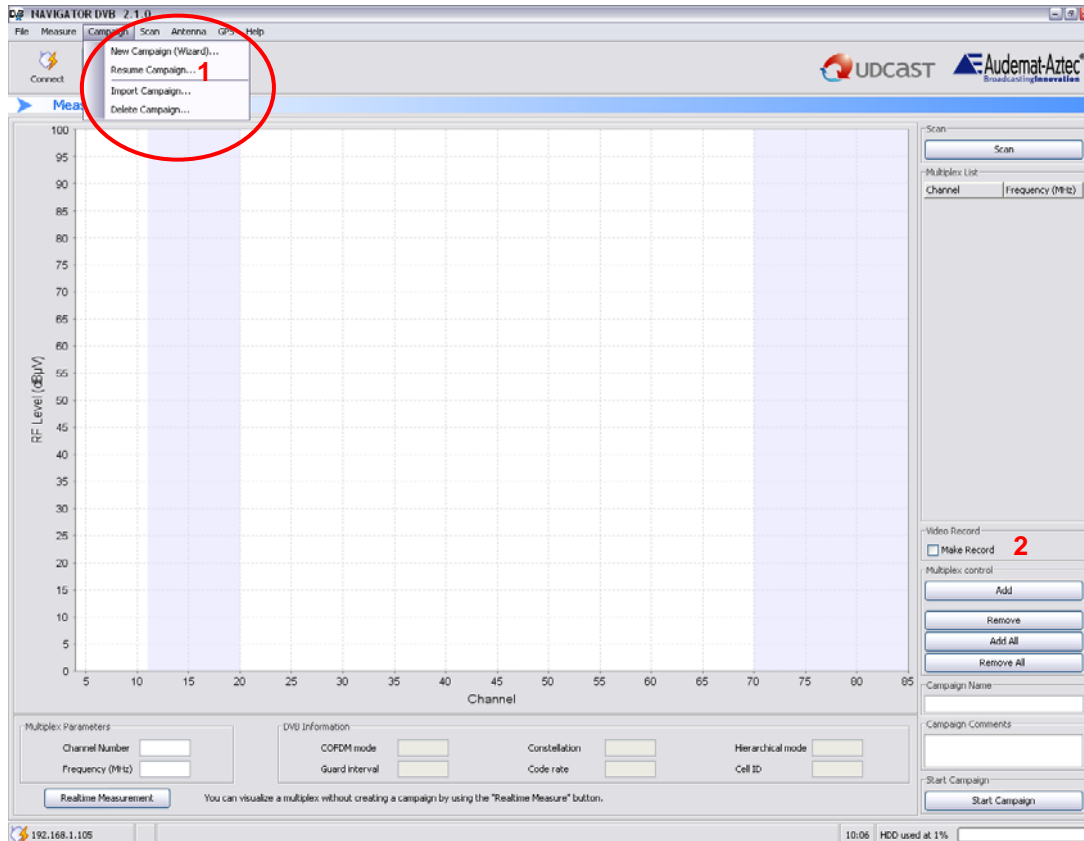 NAVIGATOR DVB 2.1.0
File Measure Campaign Scan Antenna GPS Help
New Campaign (Wizard)...
Resume Campaign...
1
Import Campaign...
Delete Campaign...
Connect
UDCAST
Audemat-Aztec
BroadcastingInnovation
100
95
90
85
80
75
70
65
60
55
50
45
40
35
30
25
20
15
10
5
0
RF Level (dBµV)
5 10 15 20 25 30 35 40 45 50 55 60 65 70 75 80 85
Channel
Scan
Scan
Multiplex List
Channel Frequency (MHz)
Video Record
Make Record 2
Multiplex control
Add
Remove
Add All
Remove All
Campaign Name
Campaign Comments
Start Campaign
Start Campaign
Multiplex Parameters
Channel Number
Frequency (MHz)
DVB Information
COFDM mode Constellation Hierarchical mode
Guard interval Code rate Cell ID
Realtime Measurement You can visualize a multiplex without creating a campaign by using the "Realtime Measure" button.
192.168.1.105 10:06 HDD used at 1%